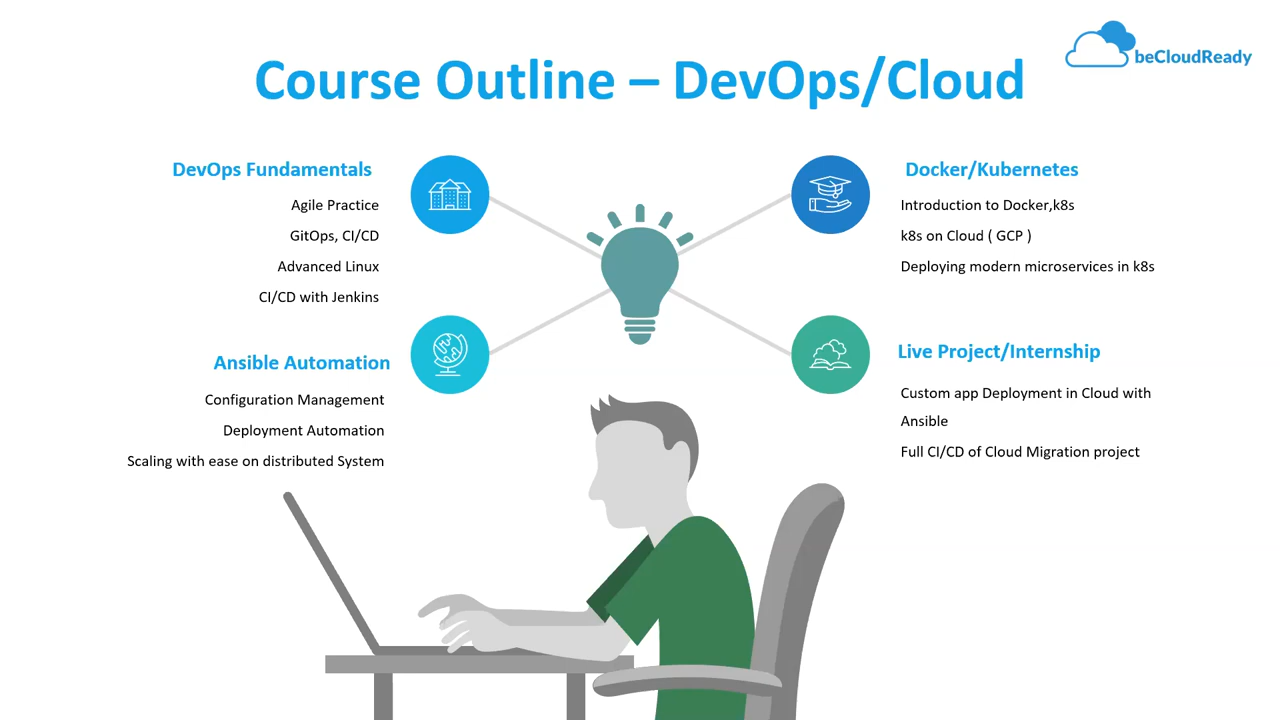 beCloudReady
Course Outline – DevOps/Cloud
DevOps Fundamentals
Agile Practice
GitOps, CI/CD
Advanced Linux
CI/CD with Jenkins
Ansible Automation
Configuration Management
Deployment Automation
Scaling with ease on distributed System
Docker/Kubernetes
Introduction to Docker,k8s
k8s on Cloud ( GCP )
Deploying modern microservices in k8s
Live Project/Internship
Custom app Deployment in Cloud with
Ansible
Full CI/CD of Cloud Migration project